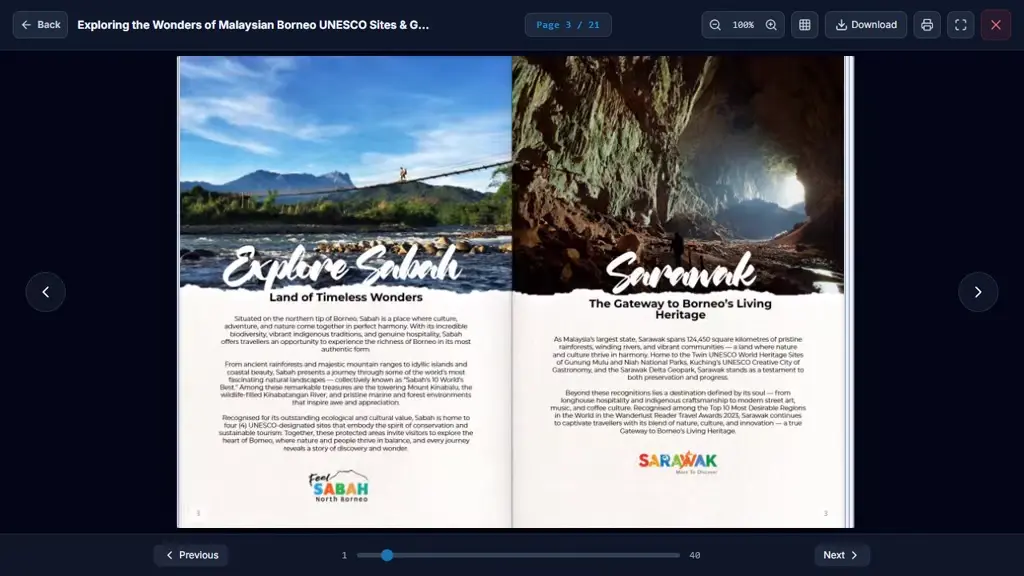 Back
Exploring the Wonders of Malaysian Borneo UNESCO Sites & G...
Page 3 / 21
100%
Download
Explore Sabah
Land of Timeless Wonders
Situated on the northern tip of Borneo, Sabah is a place where culture,
adventure, and nature come together in perfect harmony. With its incredible
biodiversity, vibrant indigenous traditions, and genuine hospitality, Sabah
offers travellers an opportunity to experience the richness of Borneo in its most
authentic form.
From ancient rainforests and majestic mountain ranges to idyllic islands and
coastal beauty, Sabah presents a journey through some of the world's most
fascinating natural landscapes — collectively known as "Sabah's 10 World's
Best." Among these remarkable treasures are the towering Mount Kinabalu, the
wildlife-filled Kinabatangan River, and pristine marine and forest environments
that inspire awe and appreciation.
Recognised for its outstanding ecological and cultural value, Sabah is home to
four (4) UNESCO-designated sites that embody the spirit of conservation and
sustainable tourism. Together, these protected areas invite visitors to explore the
heart of Borneo, where nature and people thrive in balance, and every journey
reveals a story of discovery and wonder.
Feel
SABAH
North Borneo
Sarawak
The Gateway to Borneo's Living
Heritage
As Malaysia's largest state, Sarawak spans 124,450 square kilometres of pristine
rainforests, winding rivers, and vibrant communities — a land where nature
and culture thrive in harmony. Home to the Twin UNESCO World Heritage Sites
of Gunung Mulu and Niah National Parks, Kuching's UNESCO Creative City of
Gastronomy, and the Sarawak Delta Geopark, Sarawak stands as a testament to
both preservation and progress.
Beyond these recognitions lies a destination defined by its soul — from
longhouse hospitality and indigenous craftsmanship to modern street art,
music, and coffee culture. Recognised among the Top 10 Most Desirable Regions
in the World in the Wanderlust Reader Travel Awards 2023, Sarawak continues
to captivate travellers with its blend of nature, culture, and innovation — a true
Gateway to Borneo's Living Heritage.
SARAWAK
More To Discover
3
Previous
1
40
Next